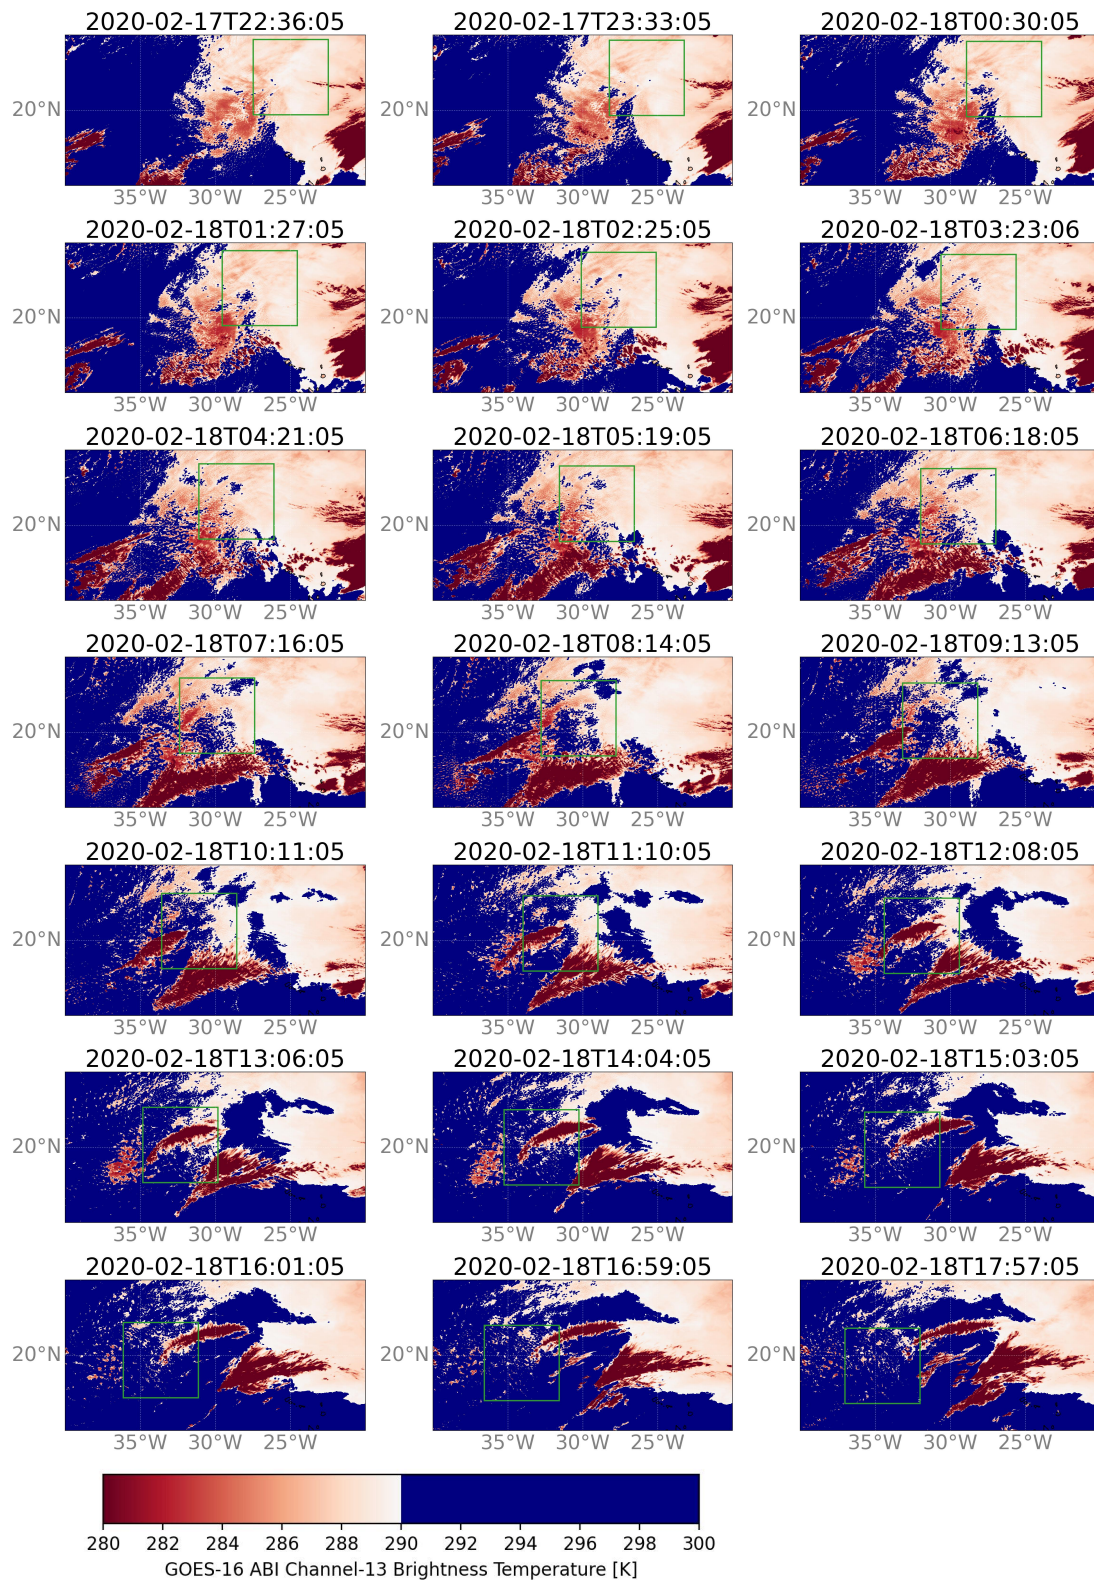 2020-02-17T22:36:05 2020-02-17T23:33:05 2020-02-18T00:30:05
20°N 20°N 20°N
35°W 30°W 25°W 35°W 30°W 25°W 35°W 30°W 25°W
2020-02-18T01:27:05 2020-02-18T02:25:05 2020-02-18T03:23:06
20°N 20°N 20°N
35°W 30°W 25°W 35°W 30°W 25°W 35°W 30°W 25°W
2020-02-18T04:21:05 2020-02-18T05:19:05 2020-02-18T06:18:05
20°N 20°N 20°N
35°W 30°W 25°W 35°W 30°W 25°W 35°W 30°W 25°W
2020-02-18T07:16:05 2020-02-18T08:14:05 2020-02-18T09:13:05
20°N 20°N 20°N
35°W 30°W 25°W 35°W 30°W 25°W 35°W 30°W 25°W
2020-02-18T10:11:05 2020-02-18T11:10:05 2020-02-18T12:08:05
20°N 20°N 20°N
35°W 30°W 25°W 35°W 30°W 25°W 35°W 30°W 25°W
2020-02-18T13:06:05 2020-02-18T14:04:05 2020-02-18T15:03:05
20°N 20°N 20°N
35°W 30°W 25°W 35°W 30°W 25°W 35°W 30°W 25°W
2020-02-18T16:01:05 2020-02-18T16:59:05 2020-02-18T17:57:05
20°N 20°N 20°N
35°W 30°W 25°W 35°W 30°W 25°W 35°W 30°W 25°W
280 282 284 286 288 290 292 294 296 298 300
GOES-16 ABI Channel-13 Brightness Temperature [K]